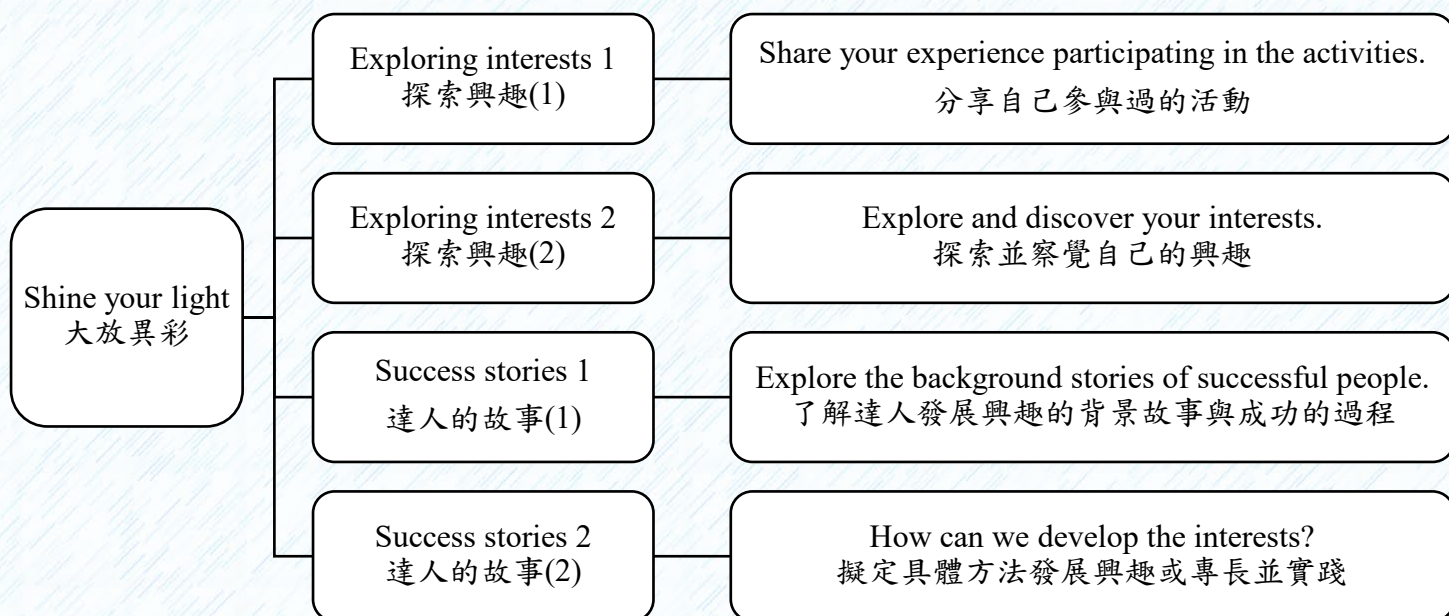 Shine your light
大放異彩
Exploring interests 1
探索興趣(1)
Share your experience participating in the activities.
分享自己參與過的活動
Exploring interests 2
探索興趣(2)
Explore and discover your interests.
探索並察覺自己的興趣
Success stories 1
達人的故事(1)
Explore the background stories of successful people.
了解達人發展興趣的背景故事與成功的過程
Success stories 2
達人的故事(2)
How can we develop the interests?
擬定具體方法發展興趣或專長並實踐